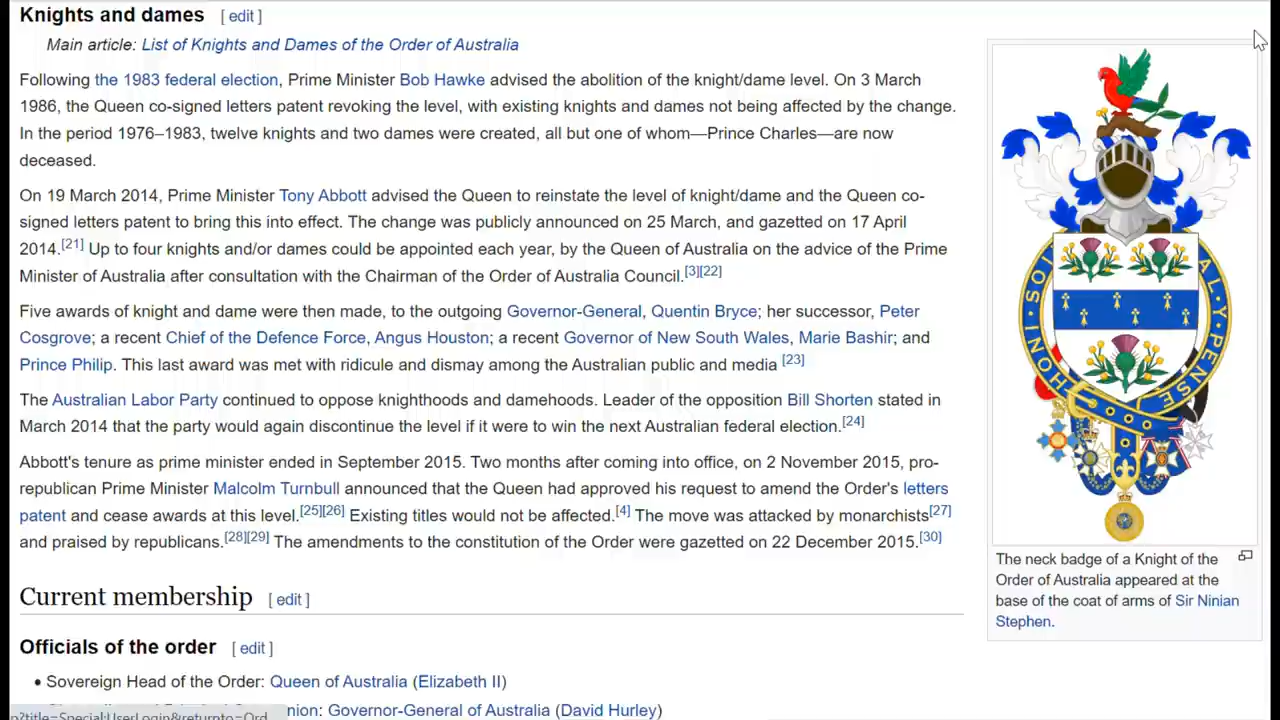 Knights and dames [ edit ]
Main article: List of Knights and Dames of the Order of Australia
Following the 1983 federal election, Prime Minister Bob Hawke advised the abolition of the knight/dame level. On 3 March
1986, the Queen co-signed letters patent revoking the level, with existing knights and dames not being affected by the change.
In the period 1976–1983, twelve knights and two dames were created, all but one of whom—Prince Charles—are now
deceased.
On 19 March 2014, Prime Minister Tony Abbott advised the Queen to reinstate the level of knight/dame and the Queen co-
signed letters patent to bring this into effect. The change was publicly announced on 25 March, and gazetted on 17 April
2014.[21] Up to four knights and/or dames could be appointed each year, by the Queen of Australia on the advice of the Prime
Minister of Australia after consultation with the Chairman of the Order of Australia Council.[3][22]
Five awards of knight and dame were then made, to the outgoing Governor-General, Quentin Bryce; her successor, Peter
Cosgrove; a recent Chief of the Defence Force, Angus Houston; a recent Governor of New South Wales, Marie Bashir; and
Prince Philip. This last award was met with ridicule and dismay among the Australian public and media [23]
The Australian Labor Party continued to oppose knighthoods and damehoods. Leader of the opposition Bill Shorten stated in
March 2014 that the party would again discontinue the level if it were to win the next Australian federal election.[24]
Abbott's tenure as prime minister ended in September 2015. Two months after coming into office, on 2 November 2015, pro-
republican Prime Minister Malcolm Turnbull announced that the Queen had approved his request to amend the Order's letters
patent and cease awards at this level.[25][26] Existing titles would not be affected.[4] The move was attacked by monarchists[27]
and praised by republicans.[28][29] The amendments to the constitution of the Order were gazetted on 22 December 2015.[30]
Current membership [ edit ]
Officials of the order [ edit ]
• Sovereign Head of the Order: Queen of Australia (Elizabeth II)
nion: Governor-General of Australia (David Hurley)
p?title=Special:UserLogin&returnto=Ord
HONI SOI
AL·Y·PENSE
The neck badge of a Knight of the
Order of Australia appeared at the
base of the coat of arms of Sir Ninian
Stephen.